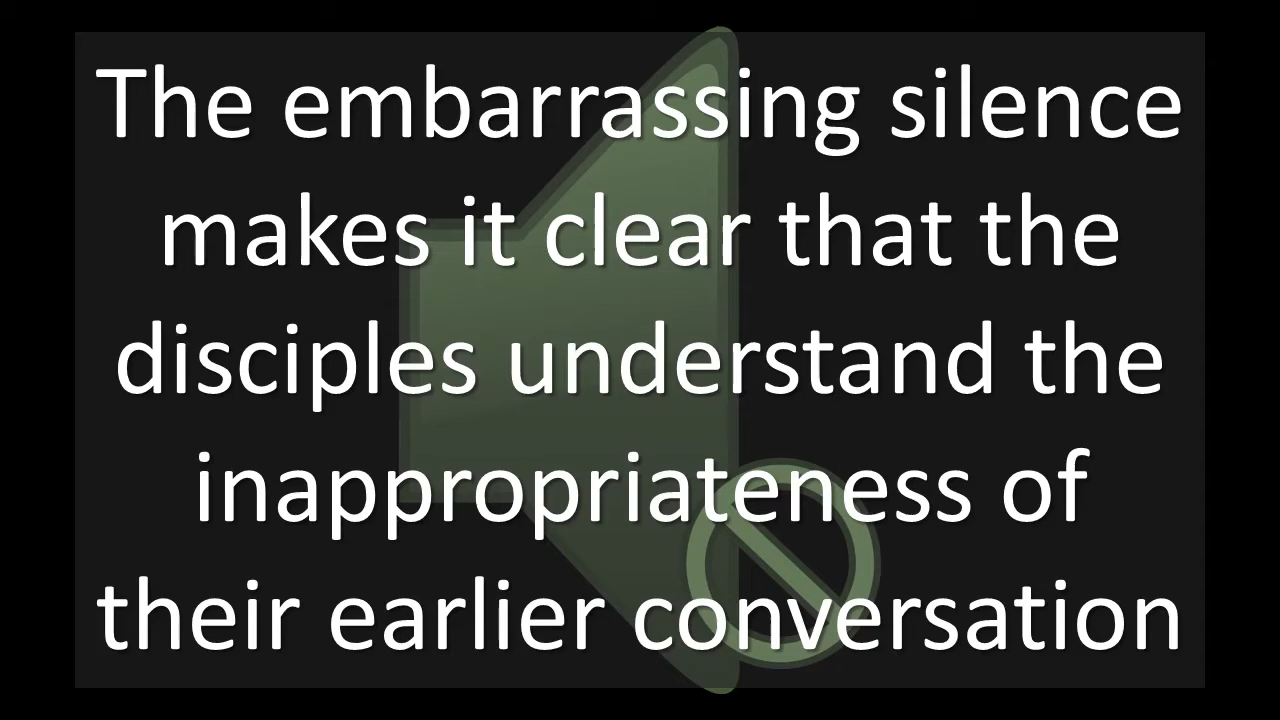 The embarrassing silence
makes it clear that the
disciples understand the
inappropriateness of
their earlier conversation